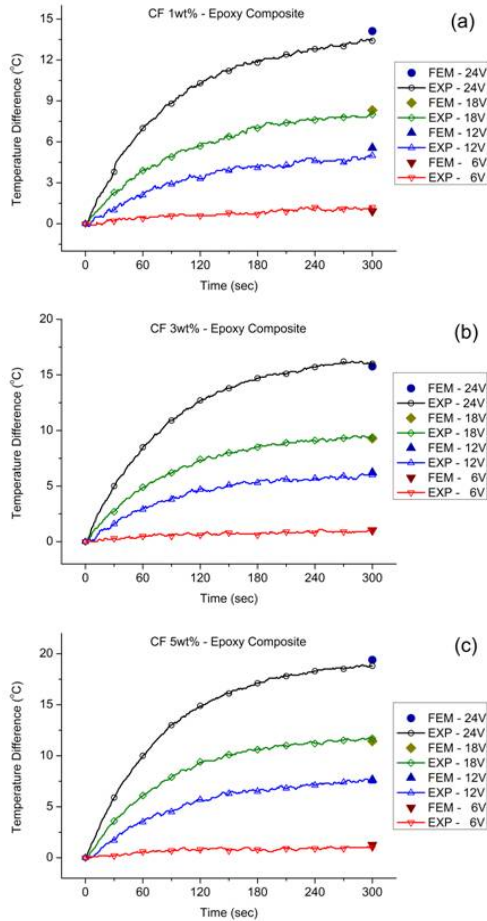 CF 1wt% - Epoxy Composite
(a)
15
12
9
6
3
0
Temperature Difference (°C)
0 60 120 180 240 300
Time (sec)
FEM - 24V
EXP - 24V
FEM - 18V
EXP - 18V
FEM - 12V
EXP - 12V
FEM - 6V
EXP - 6V
CF 3wt% - Epoxy Composite
(b)
20
15
10
5
0
Temperature Difference (°C)
0 60 120 180 240 300
Time (sec)
FEM - 24V
EXP - 24V
FEM - 18V
EXP - 18V
FEM - 12V
EXP - 12V
FEM - 6V
EXP - 6V
CF 5wt% - Epoxy Composite
(c)
20
15
10
5
0
Temperature Difference (°C)
0 60 120 180 240 300
Time (sec)
FEM - 24V
EXP - 24V
FEM - 18V
EXP - 18V
FEM - 12V
EXP - 12V
FEM - 6V
EXP - 6V